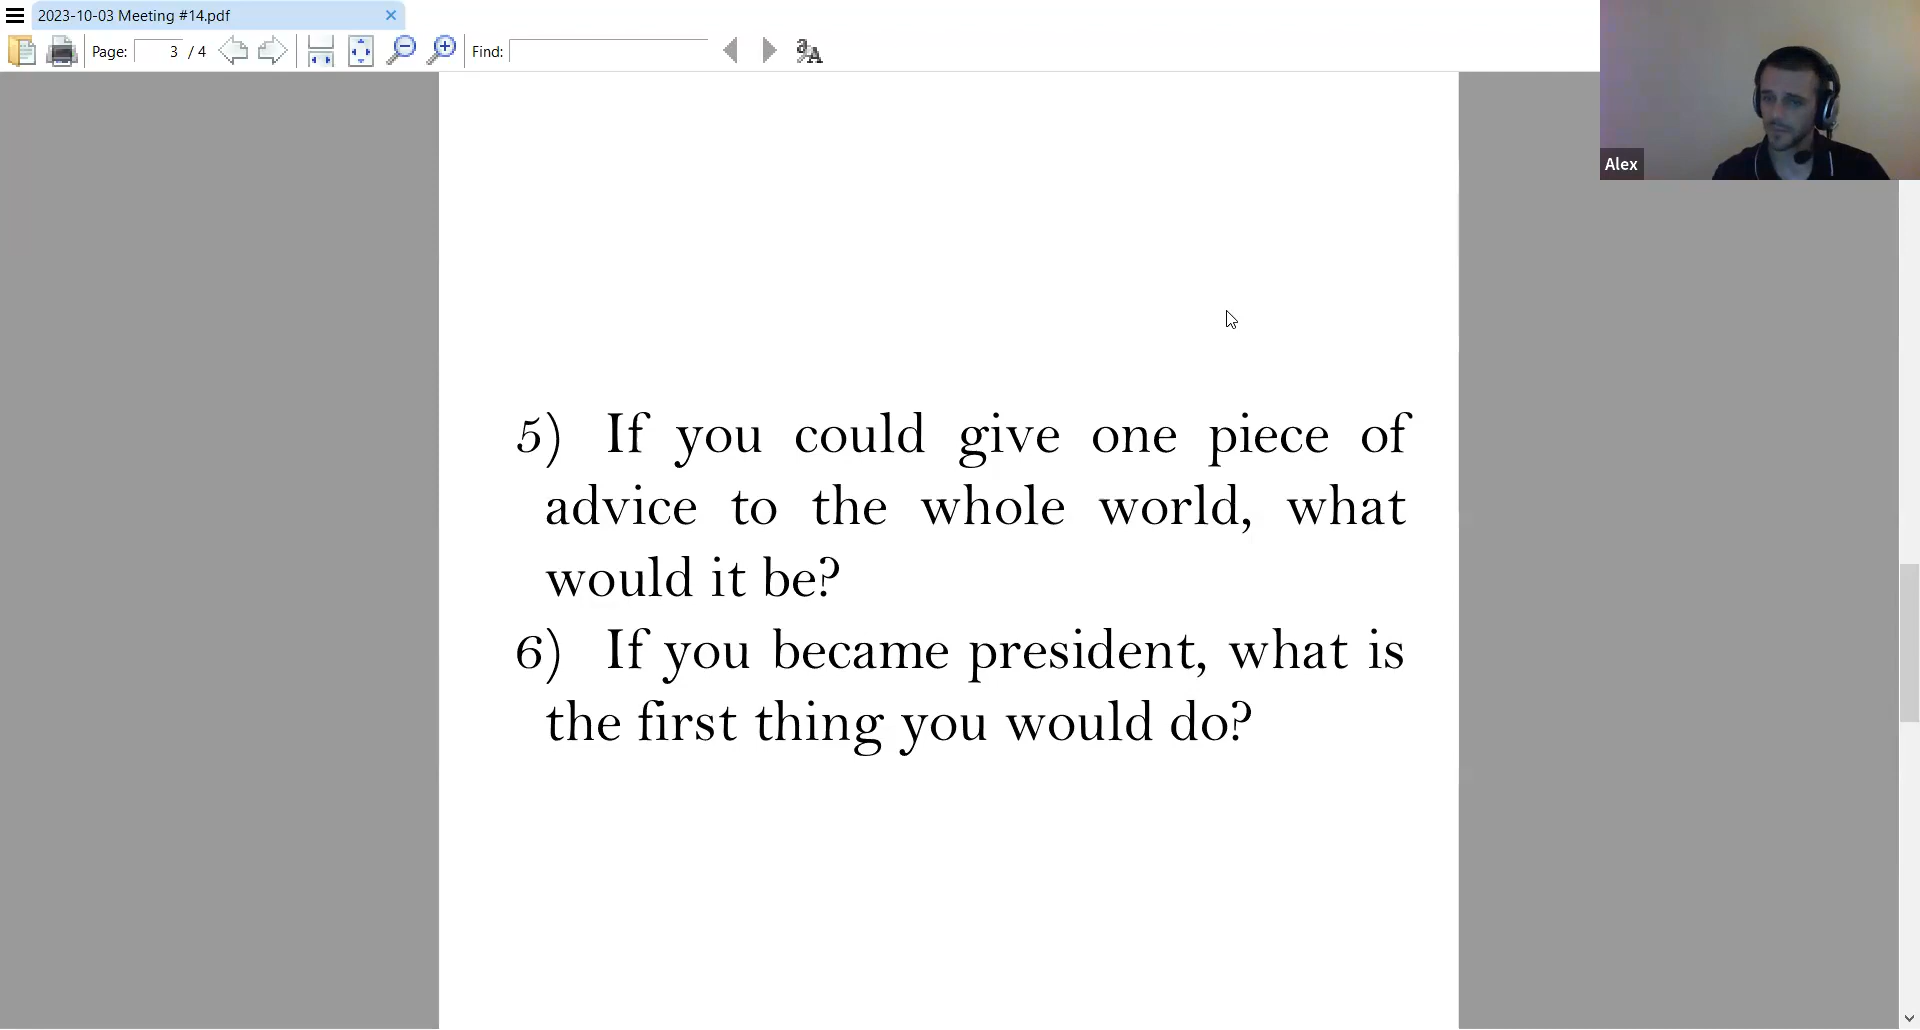 2023-10-03 Meeting #14.pdf
Page: 3 / 4 Find:
Alex
5) If you could give one piece of
advice to the whole world, what
would it be?
6) If you became president, what is
the first thing you would do?